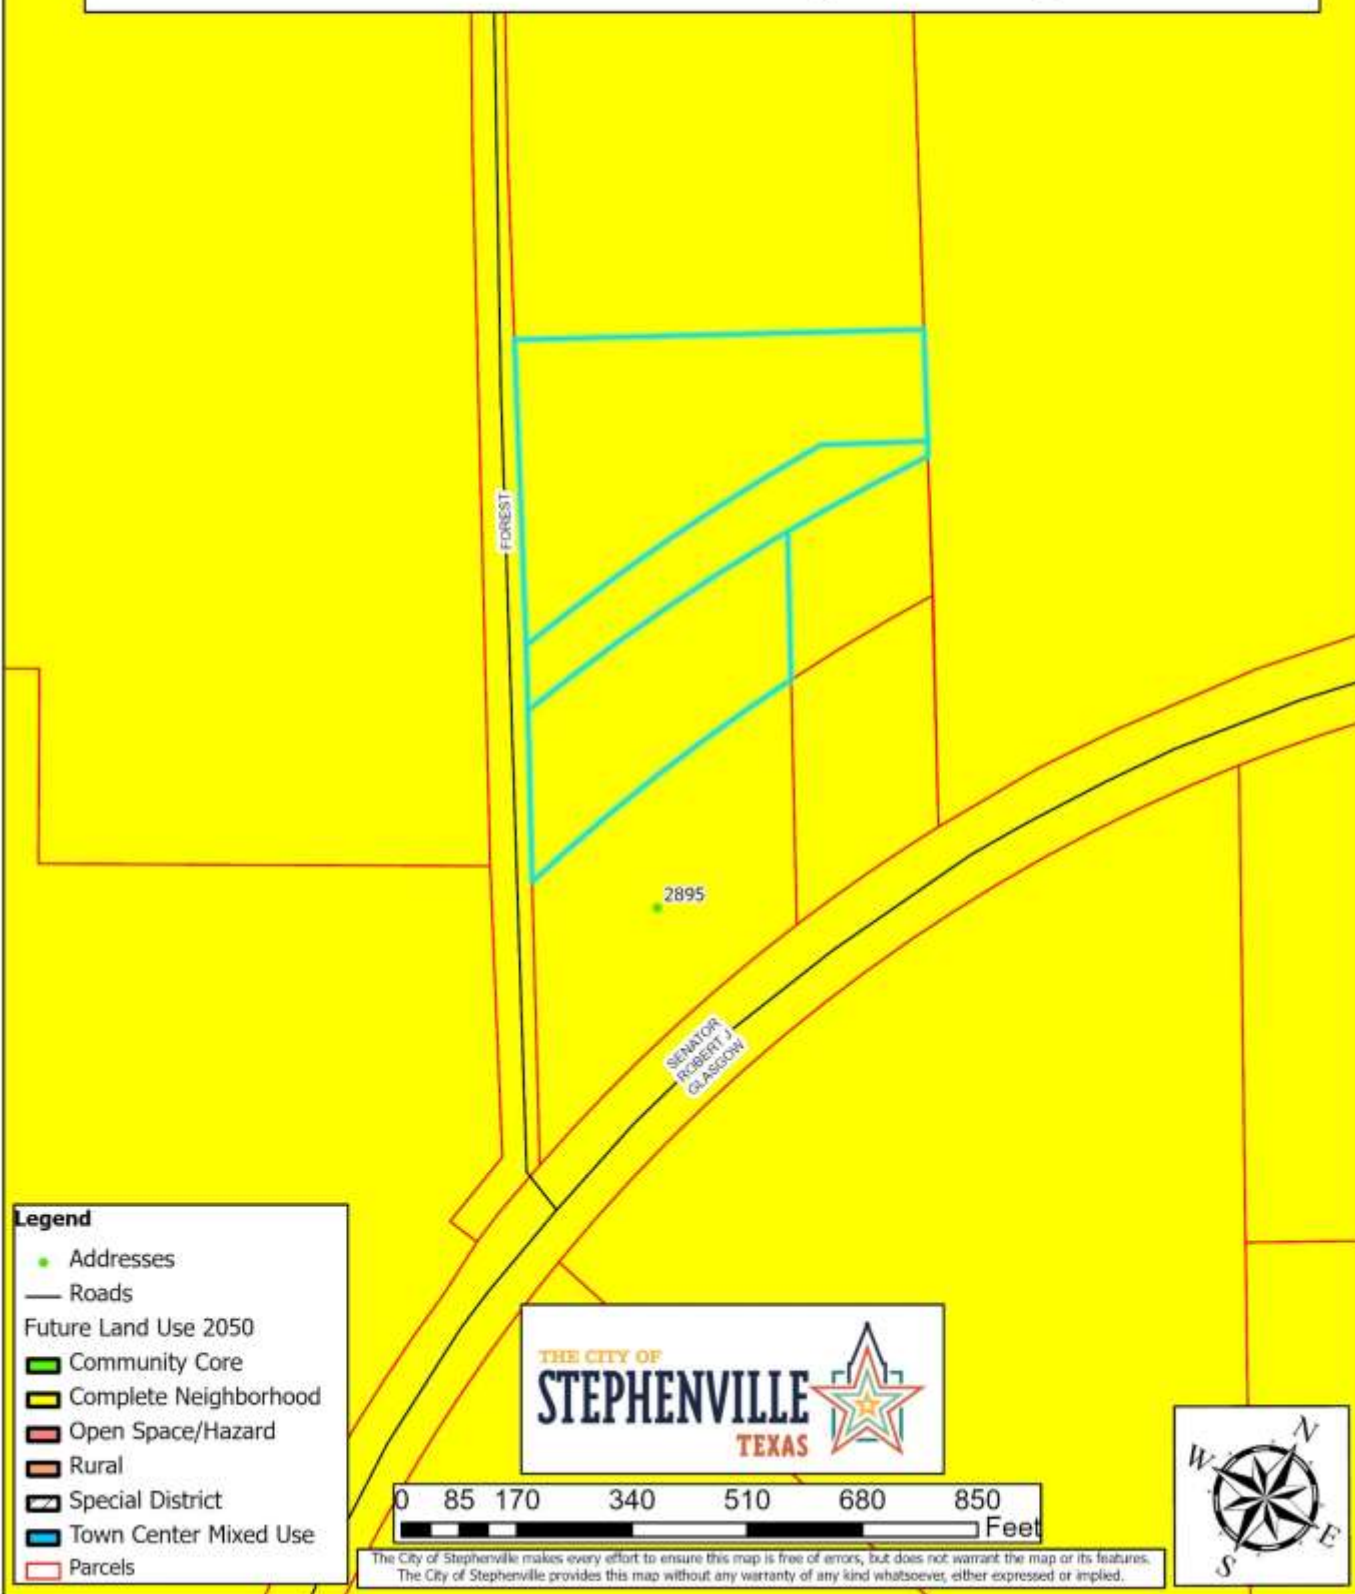 FOREST
2895
SENATOR
ROBERT J
GLASGOW
Legend
Addresses
Roads
Future Land Use 2050
Community Core
Complete Neighborhood
Open Space/Hazard
Rural
Special District
Town Center Mixed Use
Parcels
THE CITY OF
STEPHENVILLE
TEXAS
0 85 170 340 510 680 850
Feet
The City of Stephenville makes every effort to ensure this map is free of errors, but does not warrant the map or its features.
The City of Stephenville provides this map without any warranty of any kind whatsoever, either expressed or implied.
N
W
E
S